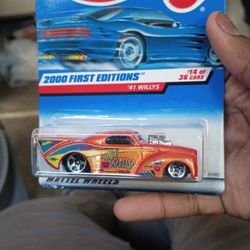 2000 FIRST EDITIONS
#14 OF
36 CARS
'41 WILLYS
MATTEL WHEELS